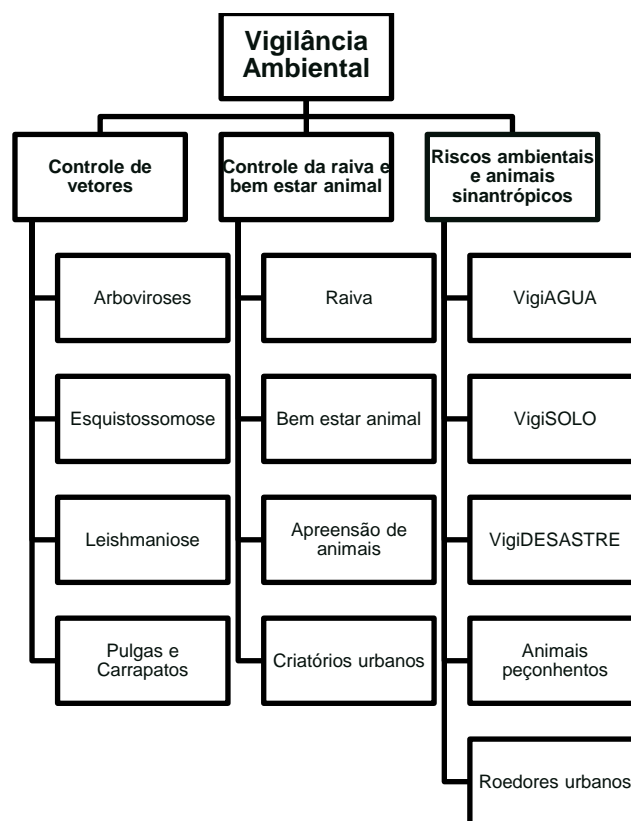 Vigilância
Ambiental
Controle de
vetores
Controle da raiva e
bem estar animal
Riscos ambientais
e animais
sinantrópicos
Arboviroses
Raiva
VigiAGUA
Esquistossomose
Bem estar animal
VigiSOLO
Leishmaniose
Apreensão de
animais
VigiDESASTRE
Pulgas e
Carrapatos
Criatórios urbanos
Animais
peçonhentos
Roedores urbanos